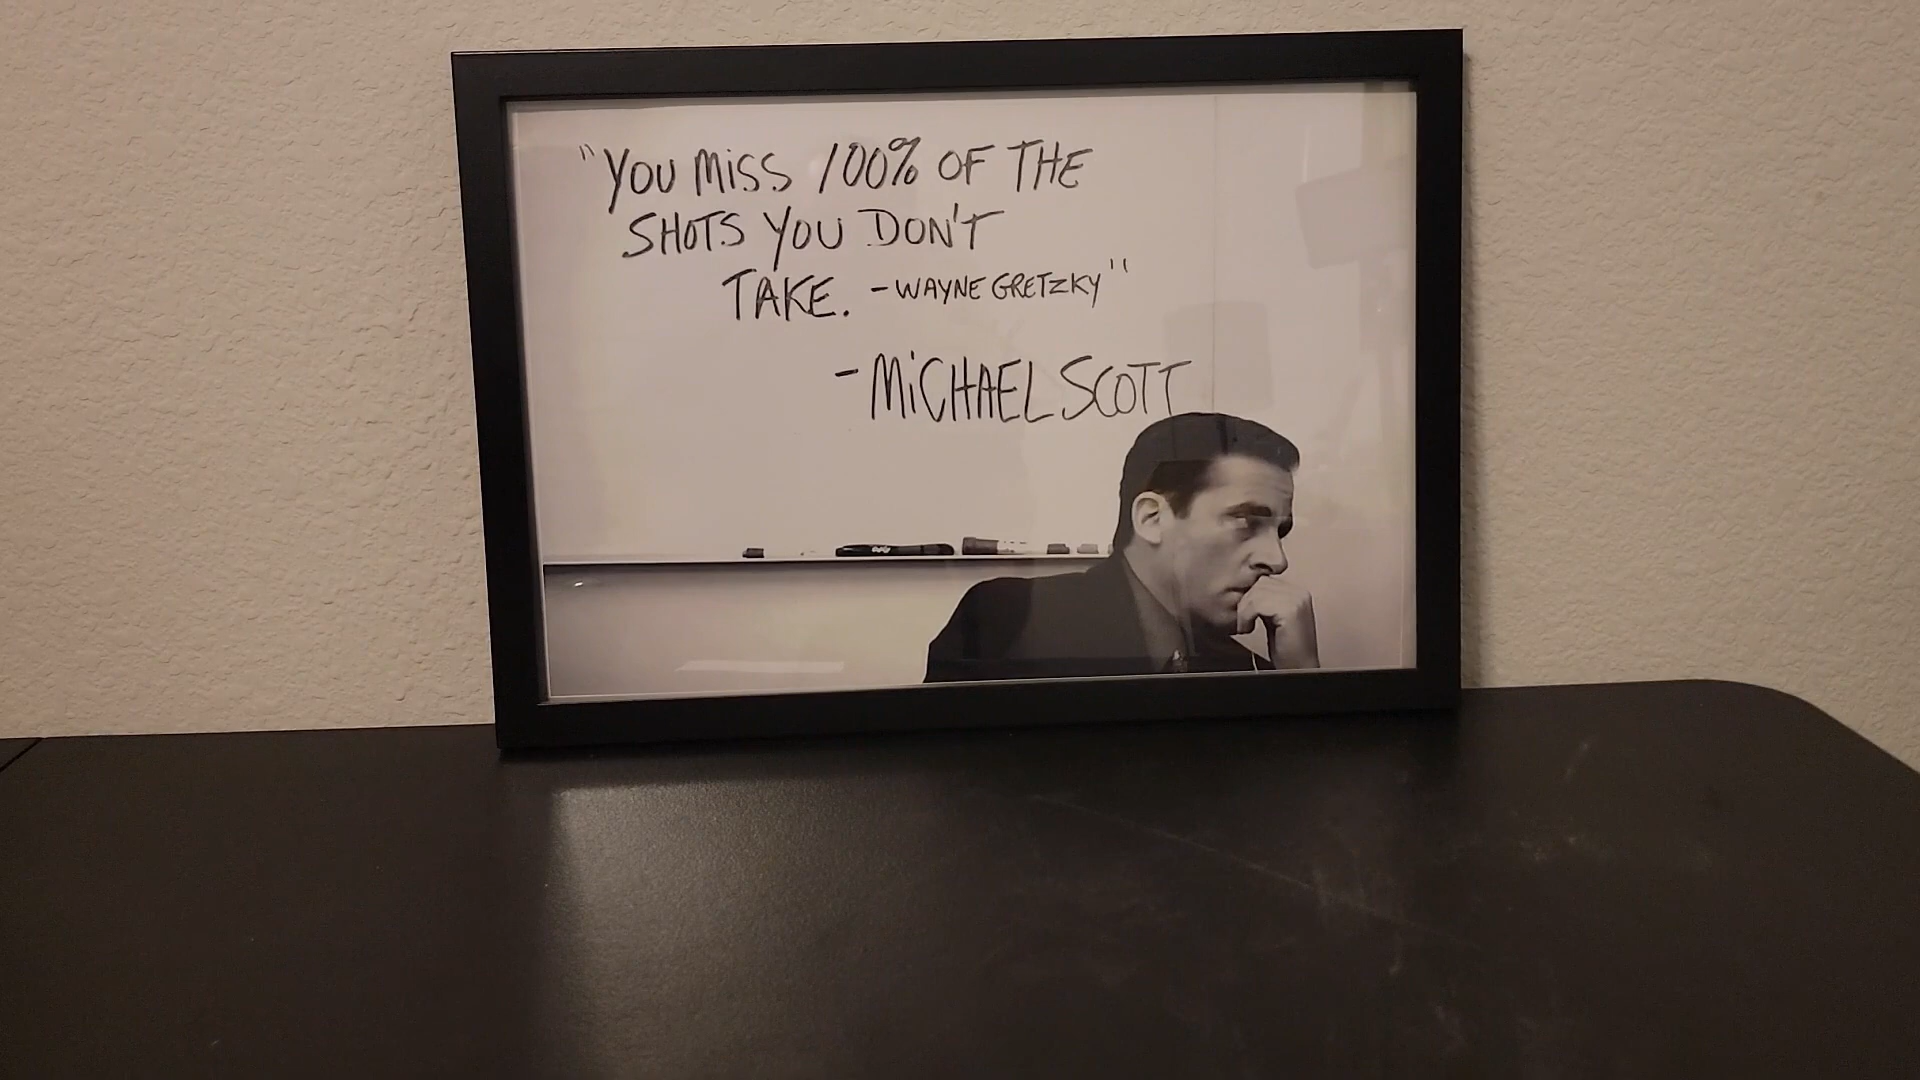 "YOU MiSS 100% OF THE
SHOTS YOU DON'T
TAKE. -WAYNE GRETZKY"
-MiCHAEL SCOTT